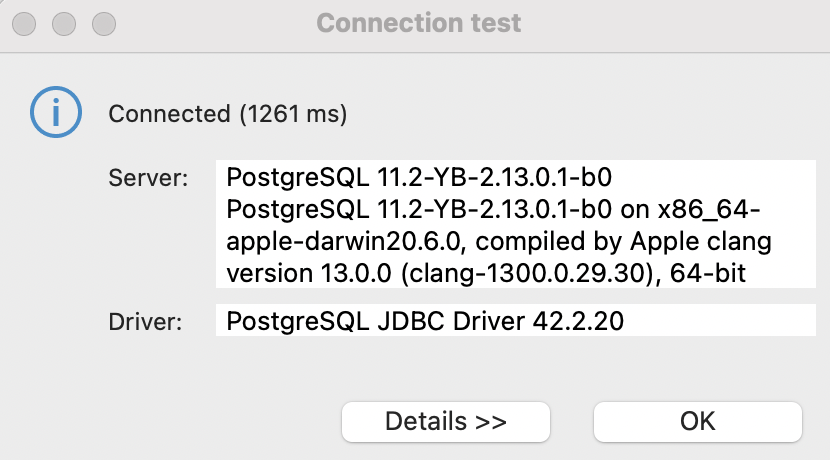 Connection test
Connected (1261 ms)
Server:
PostgreSQL 11.2-YB-2.13.0.1-b0
PostgreSQL 11.2-YB-2.13.0.1-b0 on x86_64-
apple-darwin20.6.0, compiled by Apple clang
version 13.0.0 (clang-1300.0.29.30), 64-bit
Driver:
PostgreSQL JDBC Driver 42.2.20
Details >>
OK